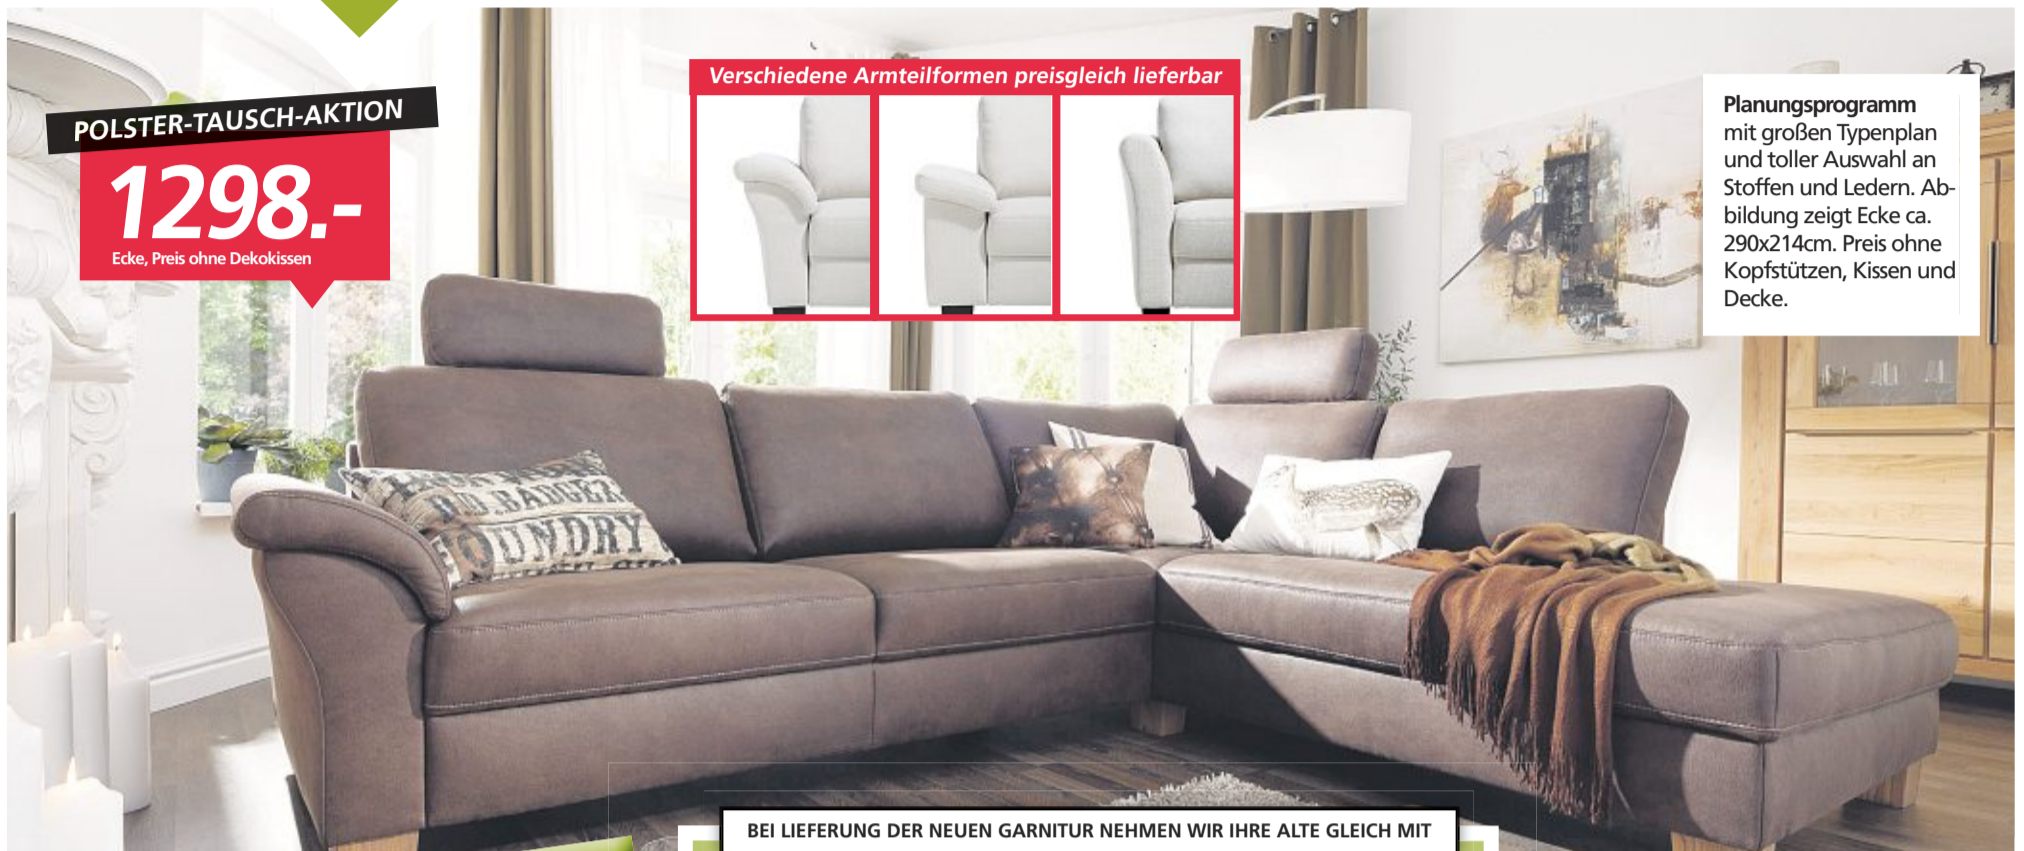 POLSTER-TAUSCH-AKTION
1298.-
Ecke, Preis ohne Dekokissen
Verschiedene Armteilformen preisgleich lieferbar
Planungsprogramm
mit großen Typenplan
und toller Auswahl an
Stoffen und Ledern. Ab-
bildung zeigt Ecke ca.
290x214cm. Preis ohne
Kopfstützen, Kissen und
Decke.
FOUNDRY
BEI LIEFERUNG DER NEUEN GARNITUR NEHMEN WIR IHRE ALTE GLEICH MIT